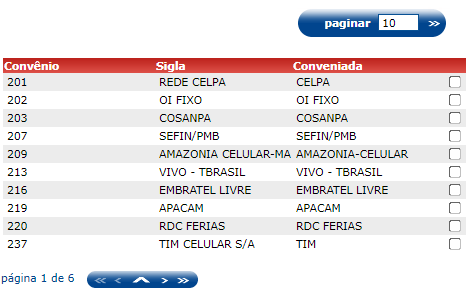 paginar 10 >>
Convênio Sigla Conveniada
201 REDE CELPA CELPA
202 OI FIXO OI FIXO
203 COSANPA COSANPA
207 SEFIN/PMB SEFIN/PMB
209 AMAZONIA CELULAR-MA AMAZONIA-CELULAR
213 VIVO - TBRASIL VIVO - TBRASIL
216 EMBRATEL LIVRE EMBRATEL LIVRE
219 APACAM APACAM
220 RDC FERIAS RDC FERIAS
237 TIM CELULAR S/A TIM
página 1 de 6